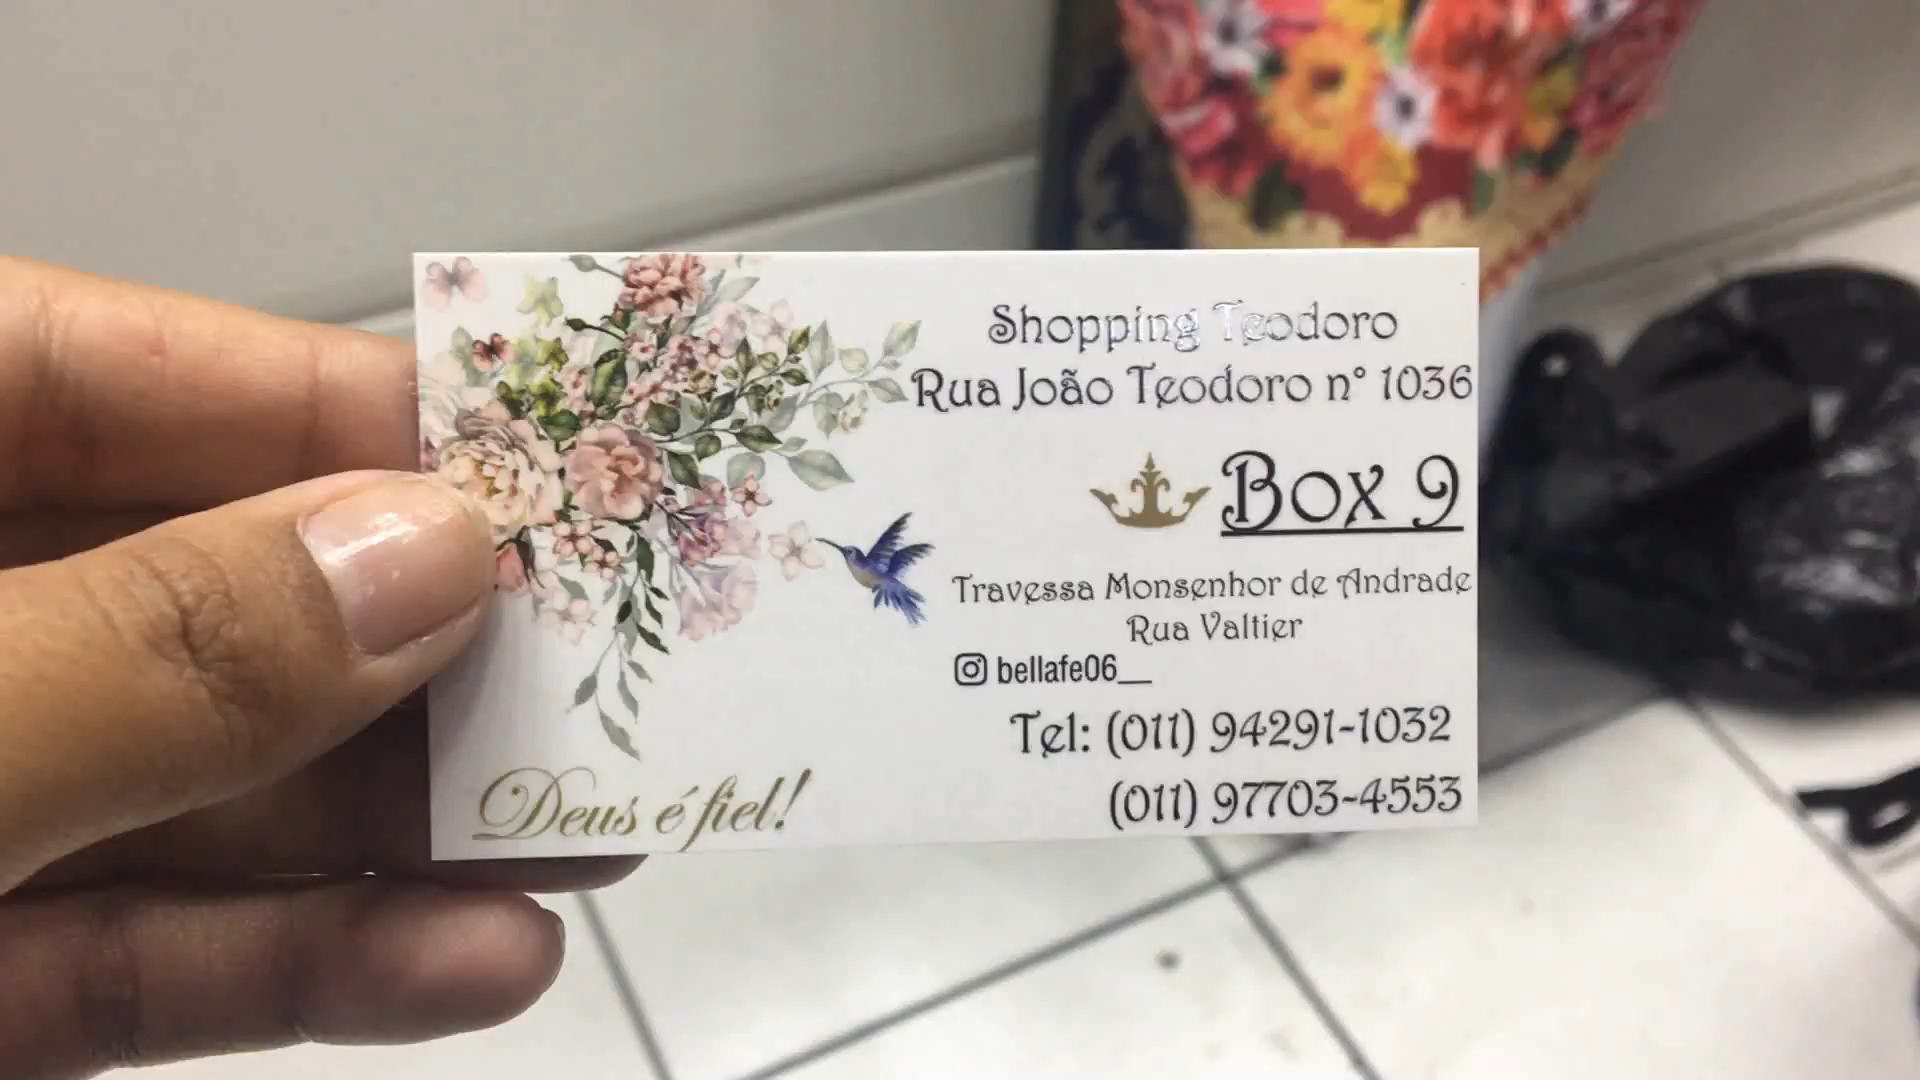 Shopping Teodoro
Rua João Teodoro n° 1036
Box 9
Travessa Monsenhor de Andrade
Rua Valtier
bellafe06__
Tel: (011) 94291-1032
(011) 97703-4553
Deus é fiel!